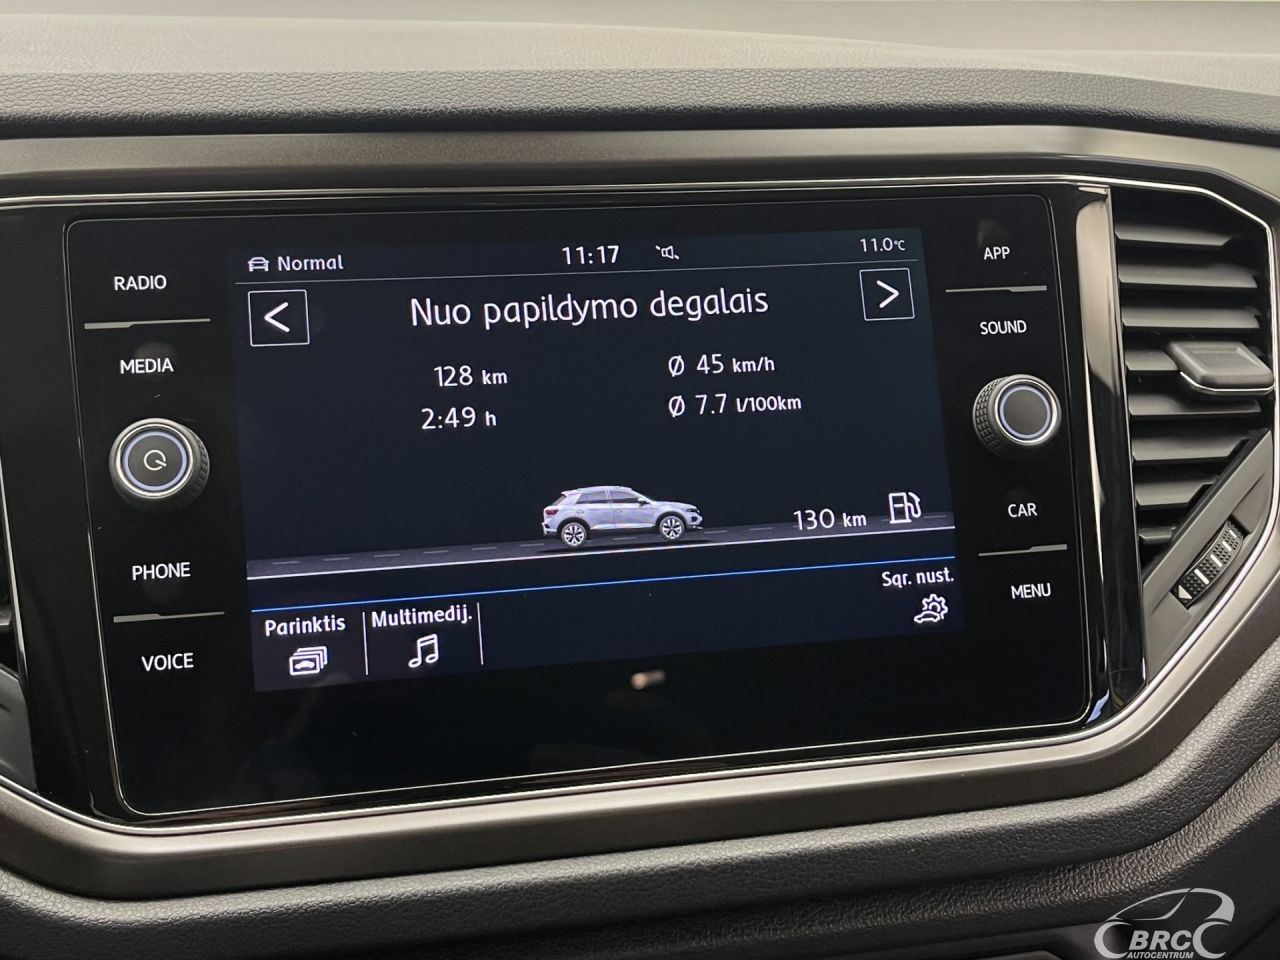 RADIO
MEDIA
PHONE
VOICE
Normal
11:17
11.0°C
Nuo papildymo degalais
128 km
Ø 45 km/h
2:49 h
Ø 7.7 l/100km
130 km
Parinktis
Multimedij.
Sąr. nust.
APP
SOUND
CAR
MENU
BRC
AUTOCENTRUM